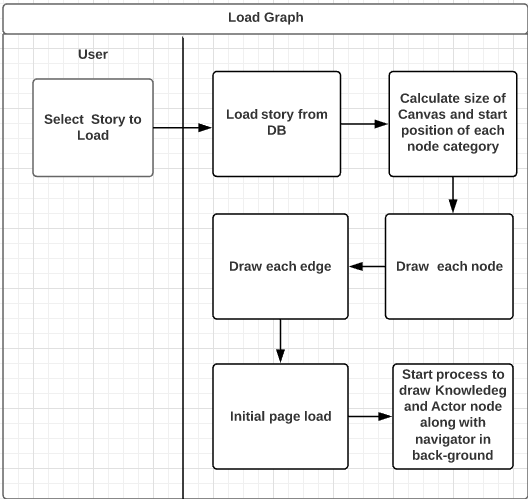 Load Graph
User
Select Story to
Load
Load story from
DB
Calculate size of
Canvas and start
position of each
node category
Draw each node
Draw each edge
Initial page load
Start process to
draw Knowledeg
and Actor node
along with
navigator in
back-ground